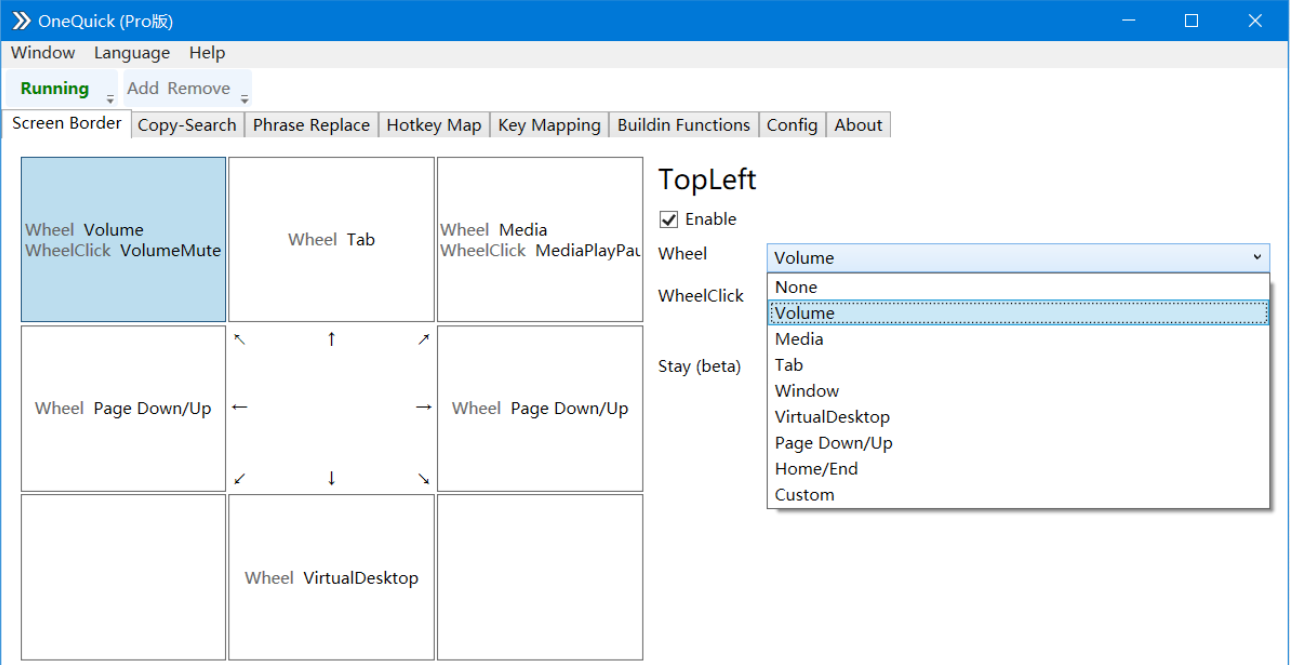 OneQuick (Pro版)
Window Language Help
Running Add Remove
Screen Border Copy-Search Phrase Replace Hotkey Map Key Mapping Buildin Functions Config About
Wheel Volume
WheelClick VolumeMute
Wheel Tab
Wheel Media
WheelClick MediaPlayPau
Wheel Page Down/Up
↖ ↑ ↗
← →
↙ ↓ ↘
Wheel Page Down/Up
Wheel VirtualDesktop
TopLeft
Enable
Wheel Volume
WheelClick
Stay (beta)
None
Volume
Media
Tab
Window
VirtualDesktop
Page Down/Up
Home/End
Custom